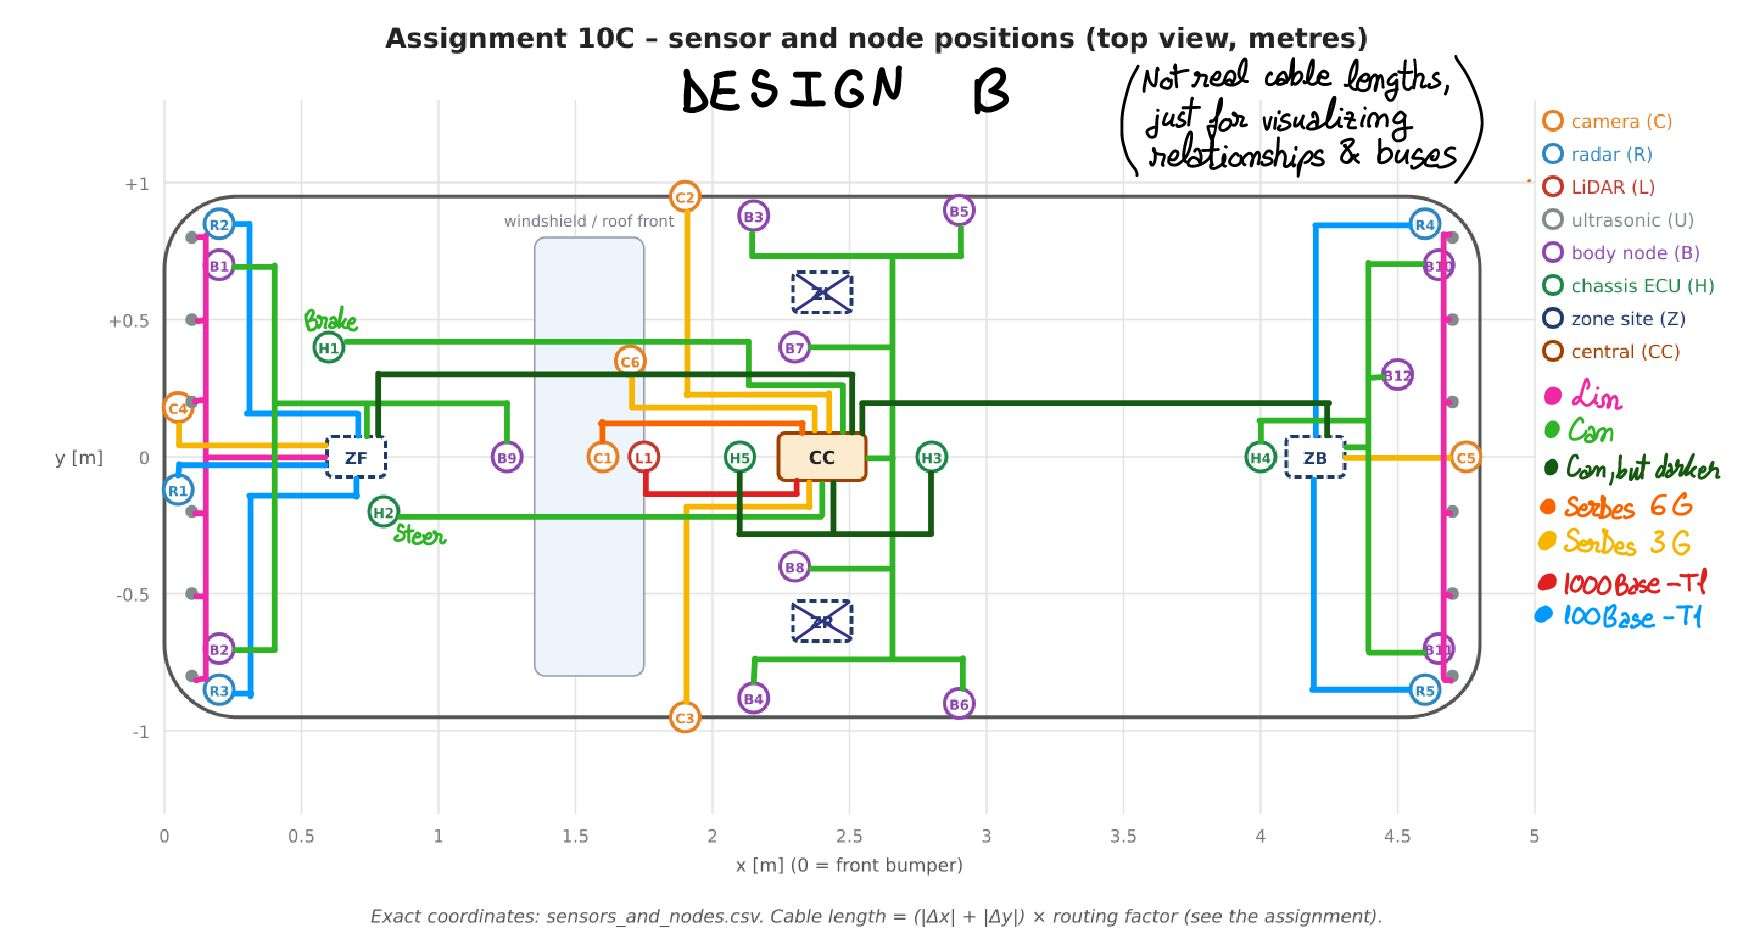 Assignment 10C – sensor and node positions (top view, metres)
DESIGN B
(Not real cable lengths,
just for visualizing
relationships & buses)
camera (C)
radar (R)
LiDAR (L)
ultrasonic (U)
body node (B)
chassis ECU (H)
zone site (Z)
central (CC)
Lin
Can
Can, but darker
SerDes 6G
SerDes 3G
1000Base-T1
100Base-T1
windshield / roof front
+1
+0.5
0
-0.5
-1
y [m]
C2
B3
B5
R2
R4
B1
B10
ZL
Brake
H1
B7
C6
B12
C4
ZF
B9
C1
L1
H5
CC
H3
H4
ZB
C5
R1
H2
Steer
B8
ZR
B2
B11
R3
B4
B6
R5
C3
0
0.5
1
1.5
2
2.5
3
3.5
4
4.5
5
x [m] (0 = front bumper)
Exact coordinates: sensors_and_nodes.csv. Cable length = (|Δx| + |Δy|) × routing factor (see the assignment).